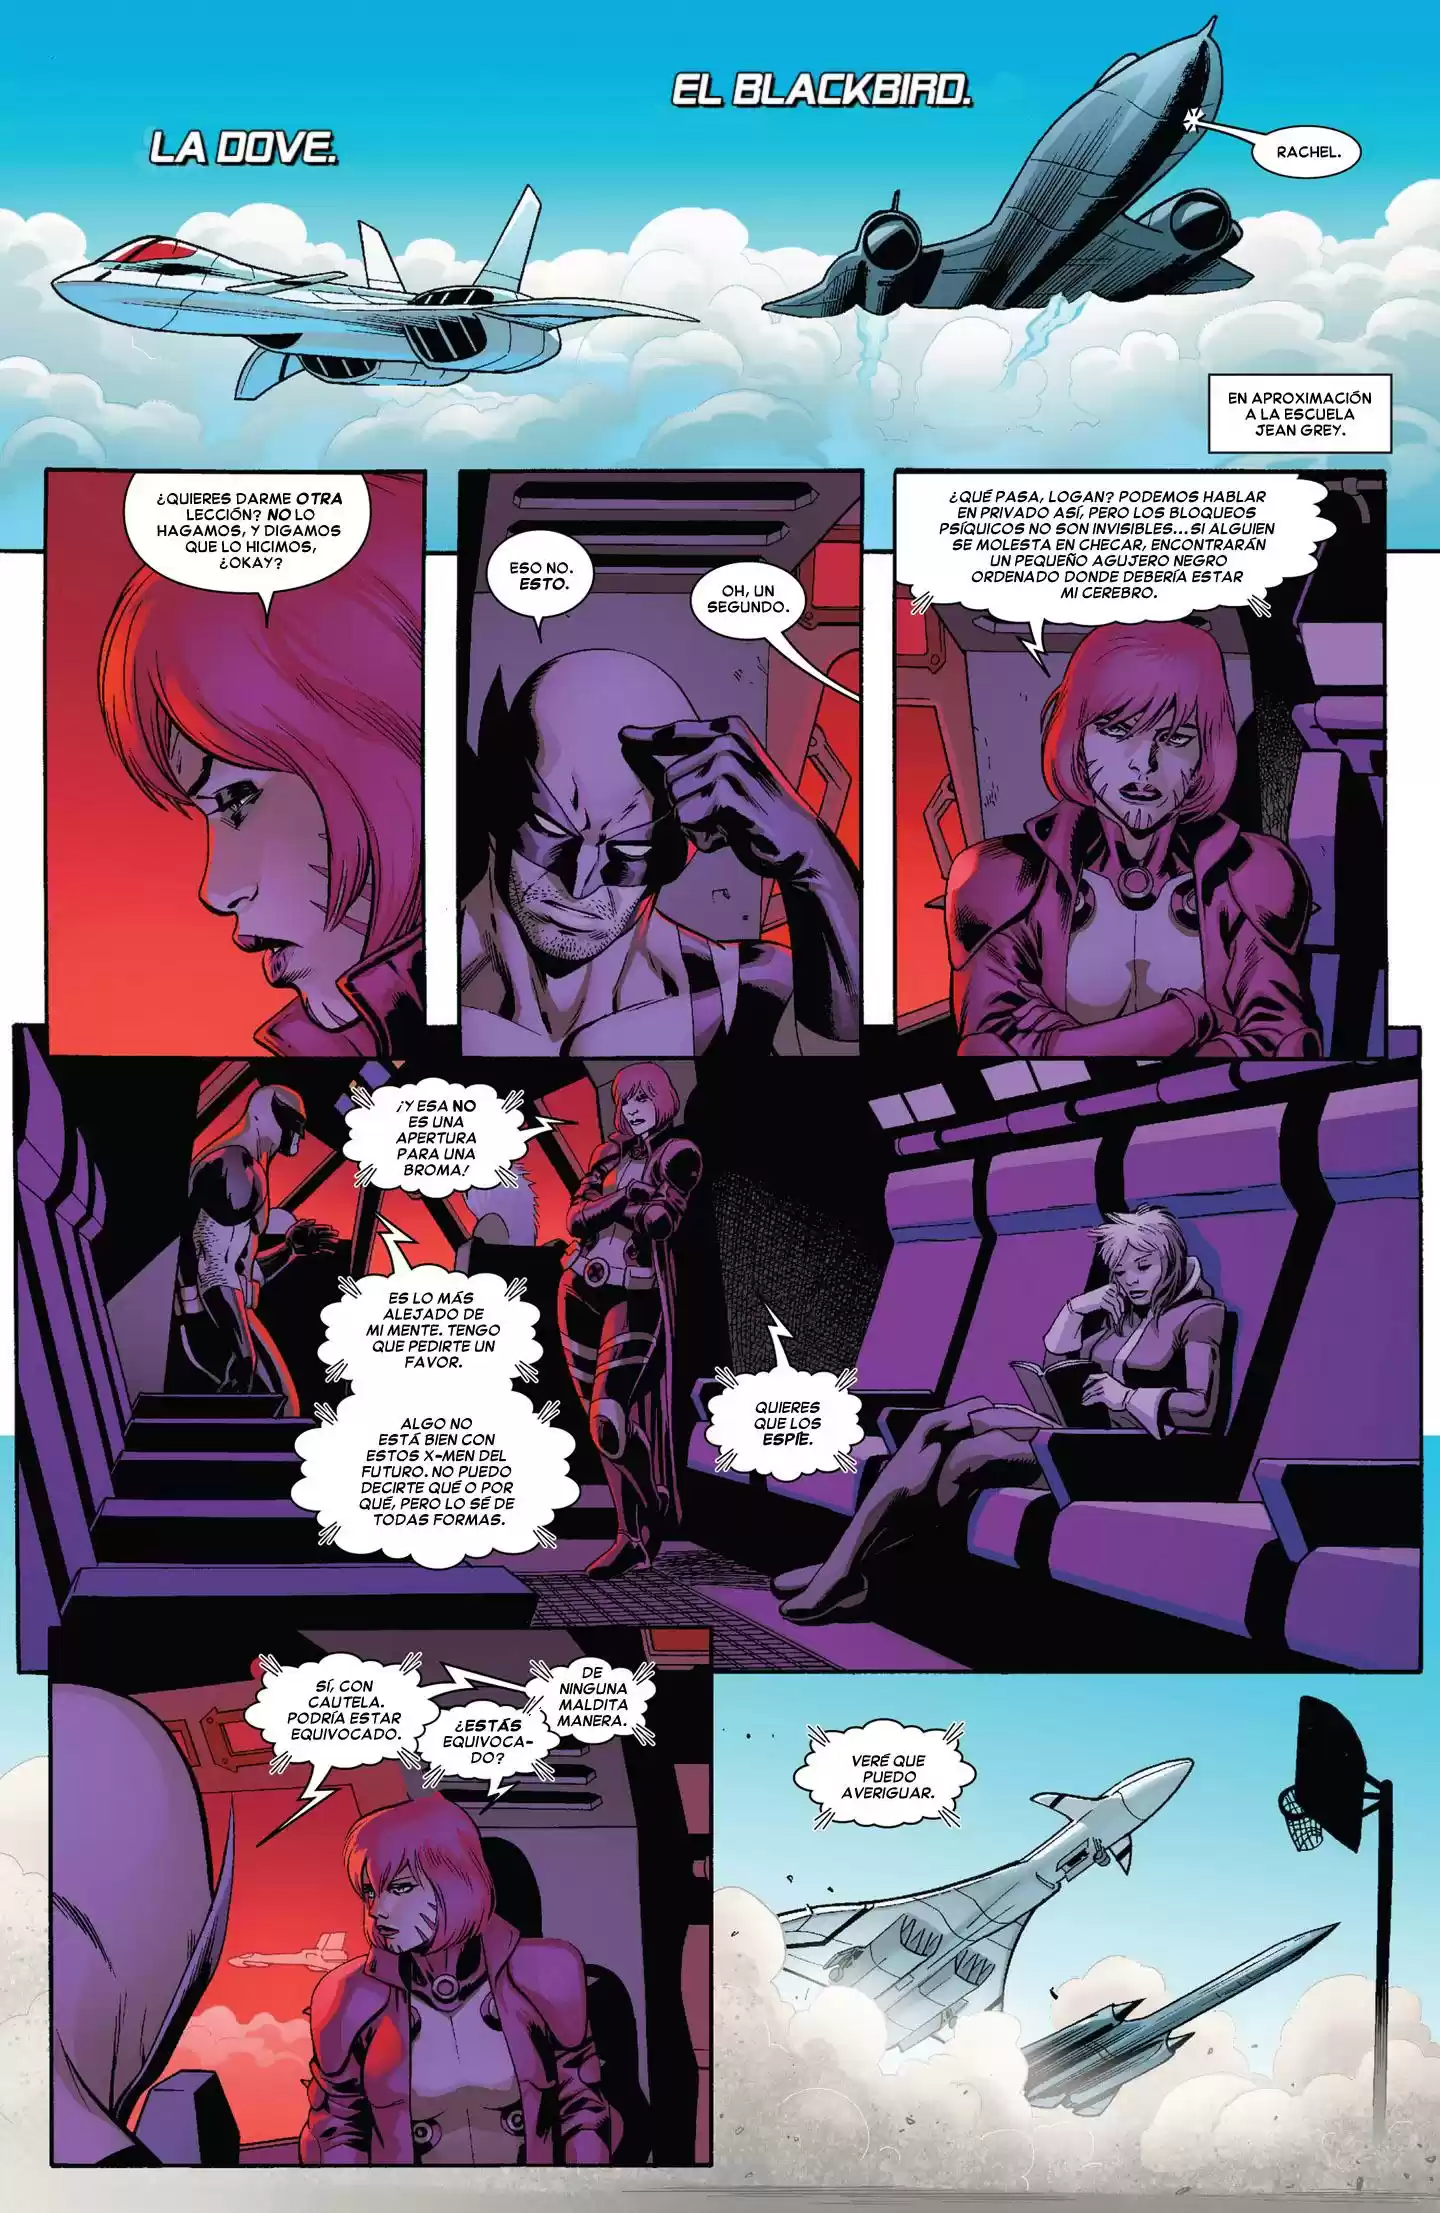 EL BLACKBIRD.
LA DOVE.
RACHEL.
EN APROXIMACIÓN
A LA ESCUELA
JEAN GREY.
¿QUIERES DARME OTRA
LECCIÓN? NO LO
HAGAMOS, Y DIGAMOS
QUE LO HICIMOS,
¿OKAY?
ESO NO.
ESTO.
OH, UN
SEGUNDO.
¿QUÉ PASA, LOGAN? PODEMOS HABLAR
EN PRIVADO ASÍ, PERO LOS BLOQUEOS
PSÍQUICOS NO SON INVISIBLES...SI ALGUIEN
SE MOLESTA EN CHECAR, ENCONTRARÁN
UN PEQUEÑO AGUJERO NEGRO
ORDENADO DONDE DEBERÍA ESTAR
MI CEREBRO.
¡Y ESA NO
ES UNA
APERTURA
PARA UNA
BROMA!
ES LO MÁS
ALEJADO DE
MI MENTE. TENGO
QUE PEDIRTE UN
FAVOR.
ALGO NO
ESTÁ BIEN CON
ESTOS X-MEN DEL
FUTURO. NO PUEDO
DECIRTE QUÉ O POR
QUÉ, PERO LO SÉ DE
TODAS FORMAS.
QUIERES
QUE LOS
ESPÍE.
SÍ, CON
CAUTELA.
PODRÍA ESTAR
EQUIVOCADO.
¿ESTÁS
EQUIVOCA-
DO?
DE
NINGUNA
MALDITA
MANERA.
VERÉ QUE
PUEDO
AVERIGUAR.